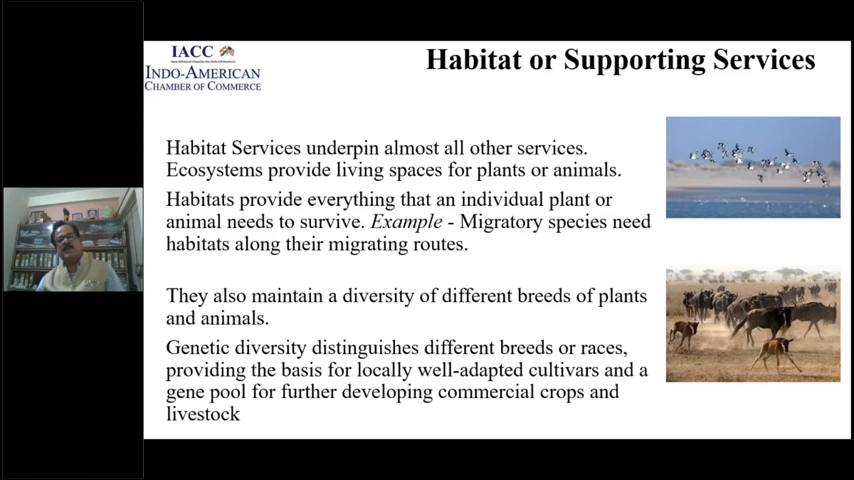 IACC
INDO-AMERICAN
CHAMBER OF COMMERCE
Habitat or Supporting Services
Habitat Services underpin almost all other services.
Ecosystems provide living spaces for plants or animals.
Habitats provide everything that an individual plant or
animal needs to survive. Example - Migratory species need
habitats along their migrating routes.
They also maintain a diversity of different breeds of plants
and animals.
Genetic diversity distinguishes different breeds or races,
providing the basis for locally well-adapted cultivars and a
gene pool for further developing commercial crops and
livestock